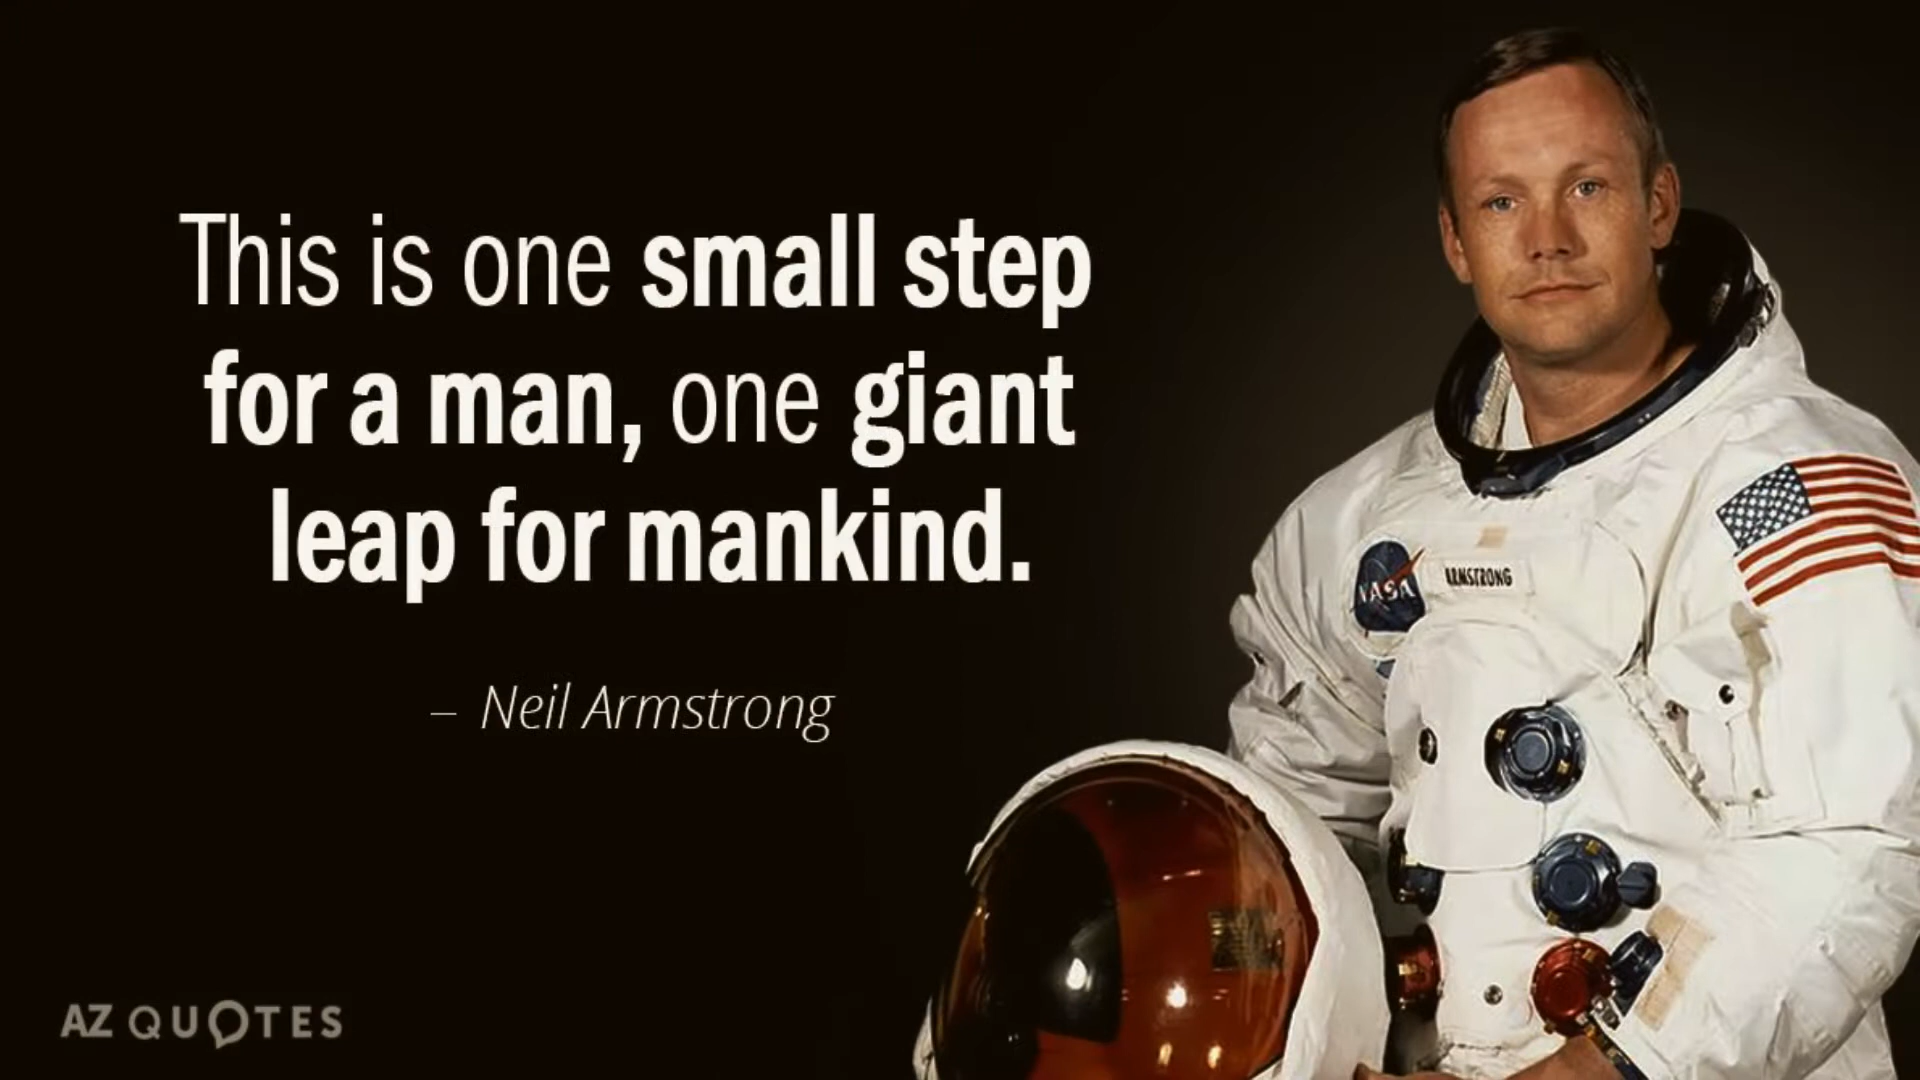 This is one small step
for a man, one giant
leap for mankind.
– Neil Armstrong
NASA
ARMSTRONG
AZ QUOTES